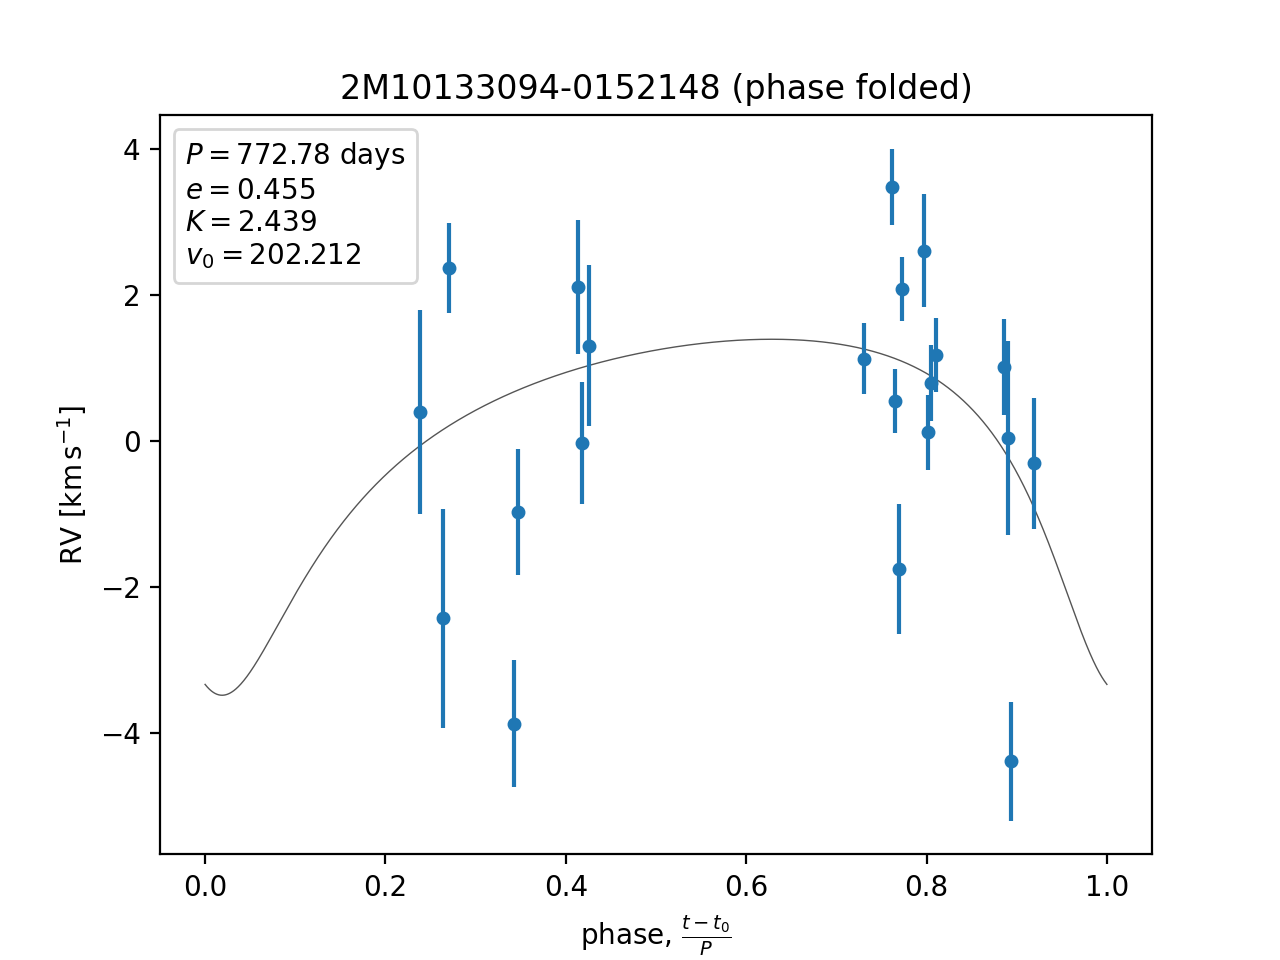 2M10133094-0152148 (phase folded)
P = 772.78 days
e = 0.455
K = 2.439
v₀ = 202.212
4
2
0
−2
−4
RV [km s⁻¹]
0.0 0.2 0.4 0.6 0.8 1.0
phase, (t − t₀)/P